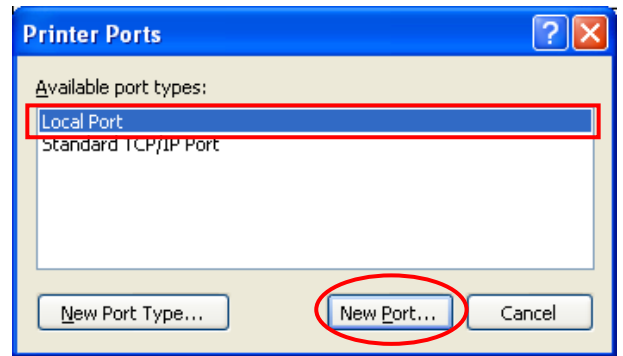 Printer Ports
Available port types:
Local Port
Standard TCP/IP Port
New Port Type... New Port... Cancel